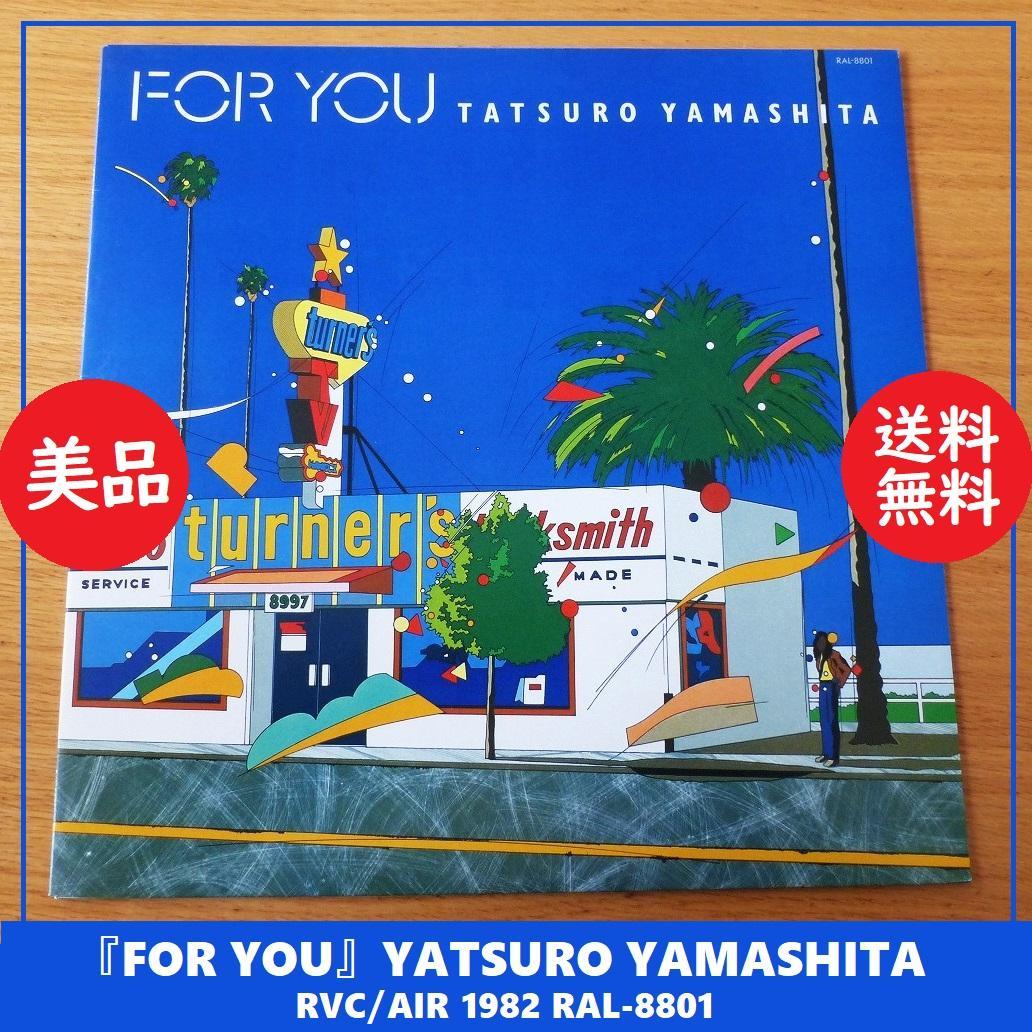 RAL-8801
FOR YOU TATSURO YAMASHITA
turner's
美品
送料
無料
turner's
ksmith
SERVICE
MADE
8997
『FOR YOU』YATSURO YAMASHITA
RVC/AIR 1982 RAL-8801